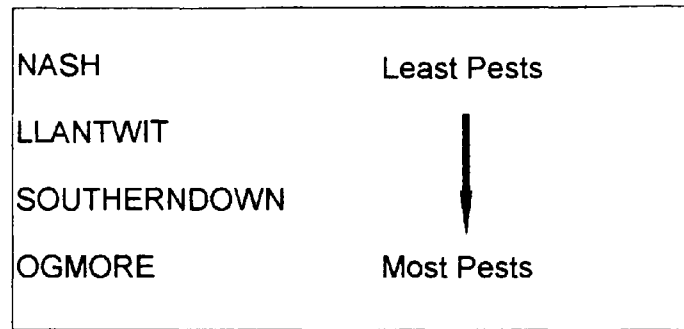 NASH Least Pests
LLANTWIT
SOUTHERNDOWN
OGMORE Most Pests